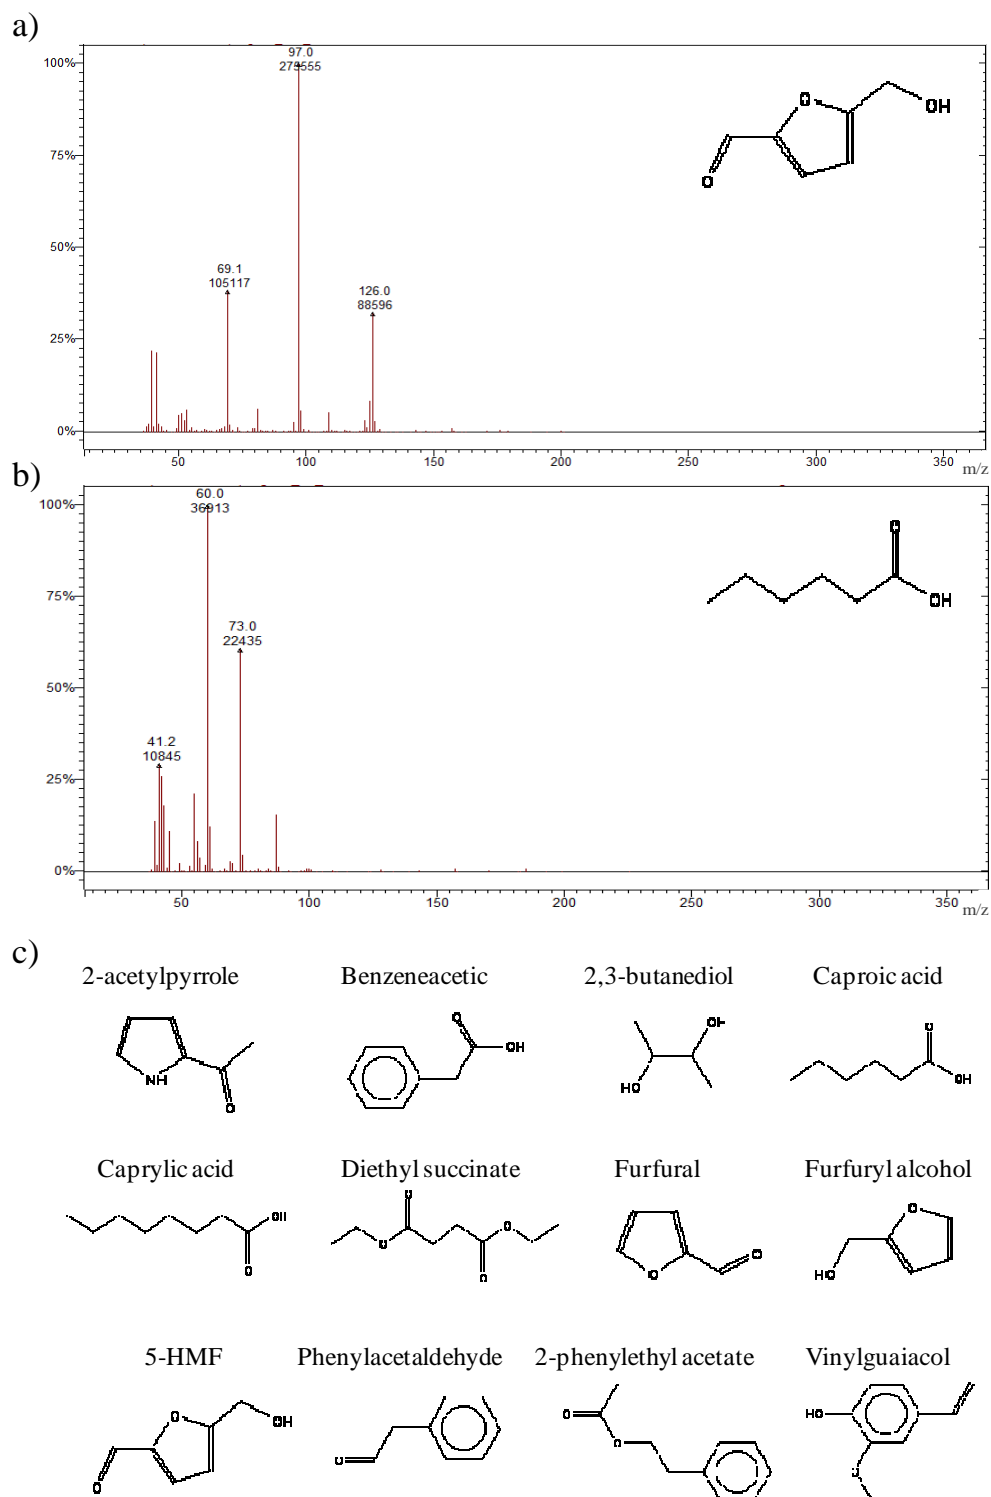 a)
97.0
275555
100%
75%
50%
25%
0%
69.1
105117
126.0
88596
O
OH
O
50 100 150 200 250 300 350 m/z
b)
60.0
36913
100%
75%
50%
25%
0%
73.0
22435
41.2
10845
O
OH
50 100 150 200 250 300 350 m/z
c)
2-acetylpyrrole Benzeneacetic 2,3-butanediol Caproic acid
NH O
O OH
OH HO
O OH
Caprylic acid Diethyl succinate Furfural Furfuryl alcohol
OH O
O O O O
O O
O HO
5-HMF Phenylacetaldehyde 2-phenylethyl acetate Vinylguaiacol
O OH O
O
O O
HO O